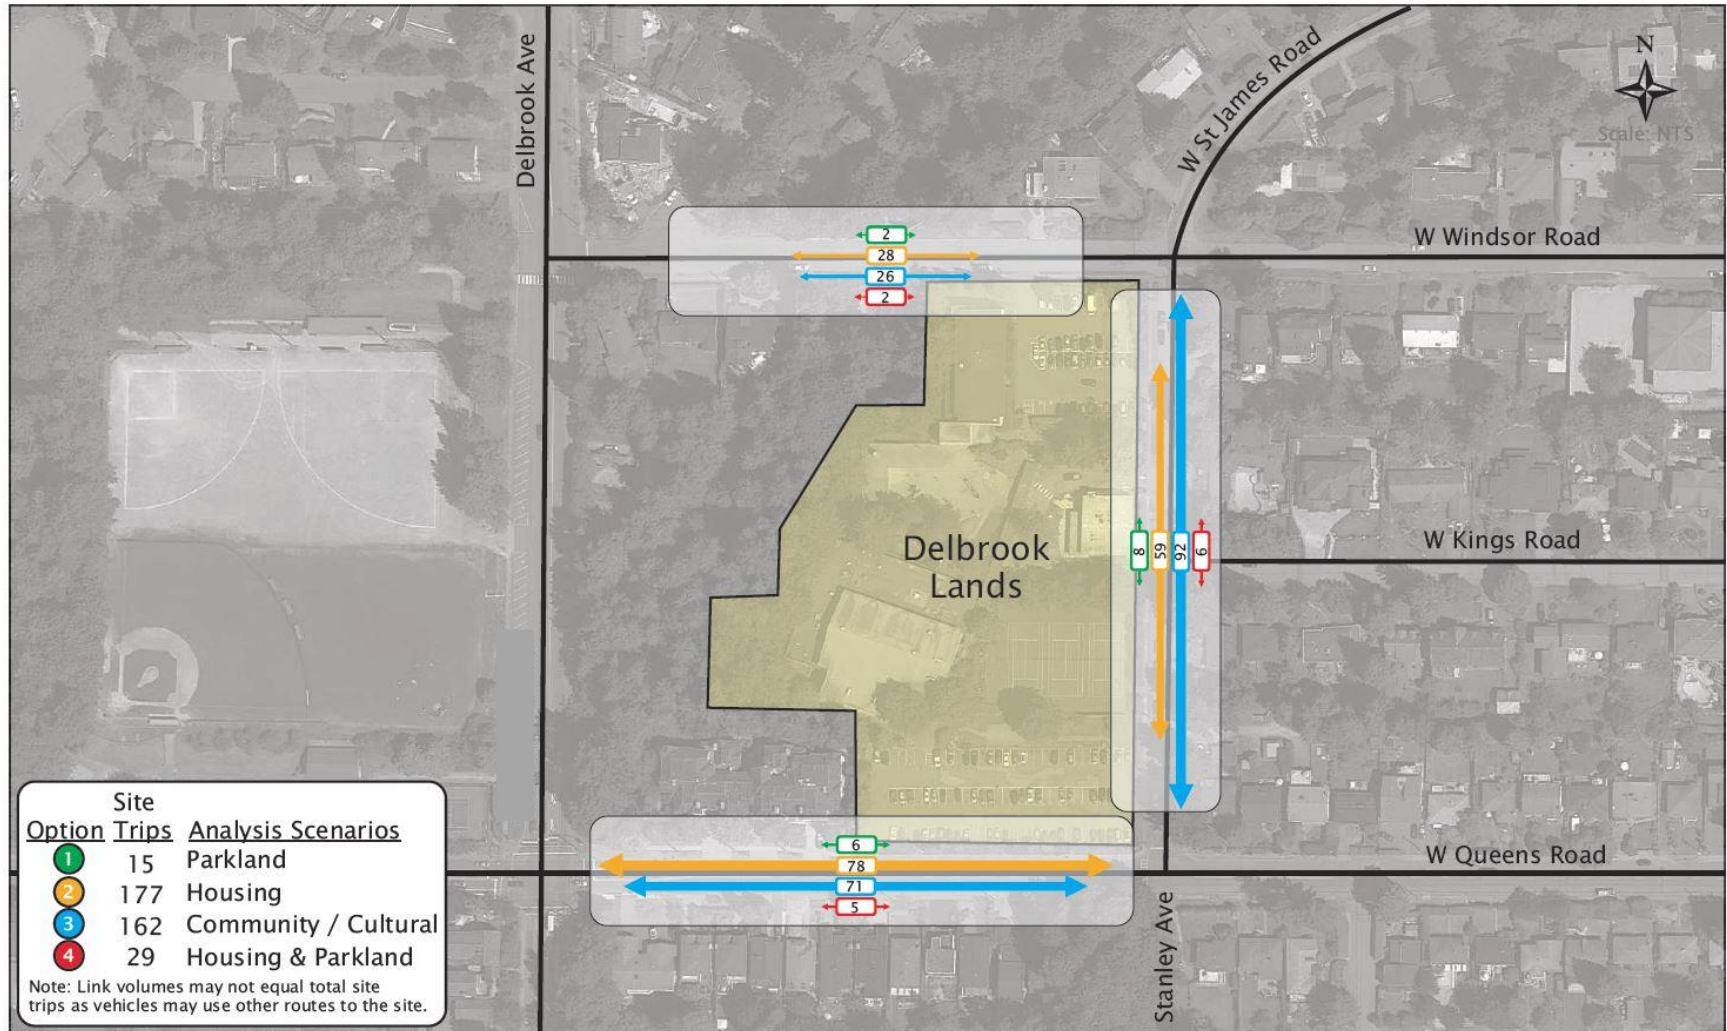 Delbrook Ave
W St James Road
N
Scale: NTS
W Windsor Road
2
28
26
2
Delbrook
Lands
8
59
92
6
W Kings Road
W Queens Road
6
78
71
5
Stanley Ave
Site
Option Trips Analysis Scenarios
1 15 Parkland
2 177 Housing
3 162 Community / Cultural
4 29 Housing & Parkland
Note: Link volumes may not equal total site
trips as vehicles may use other routes to the site.